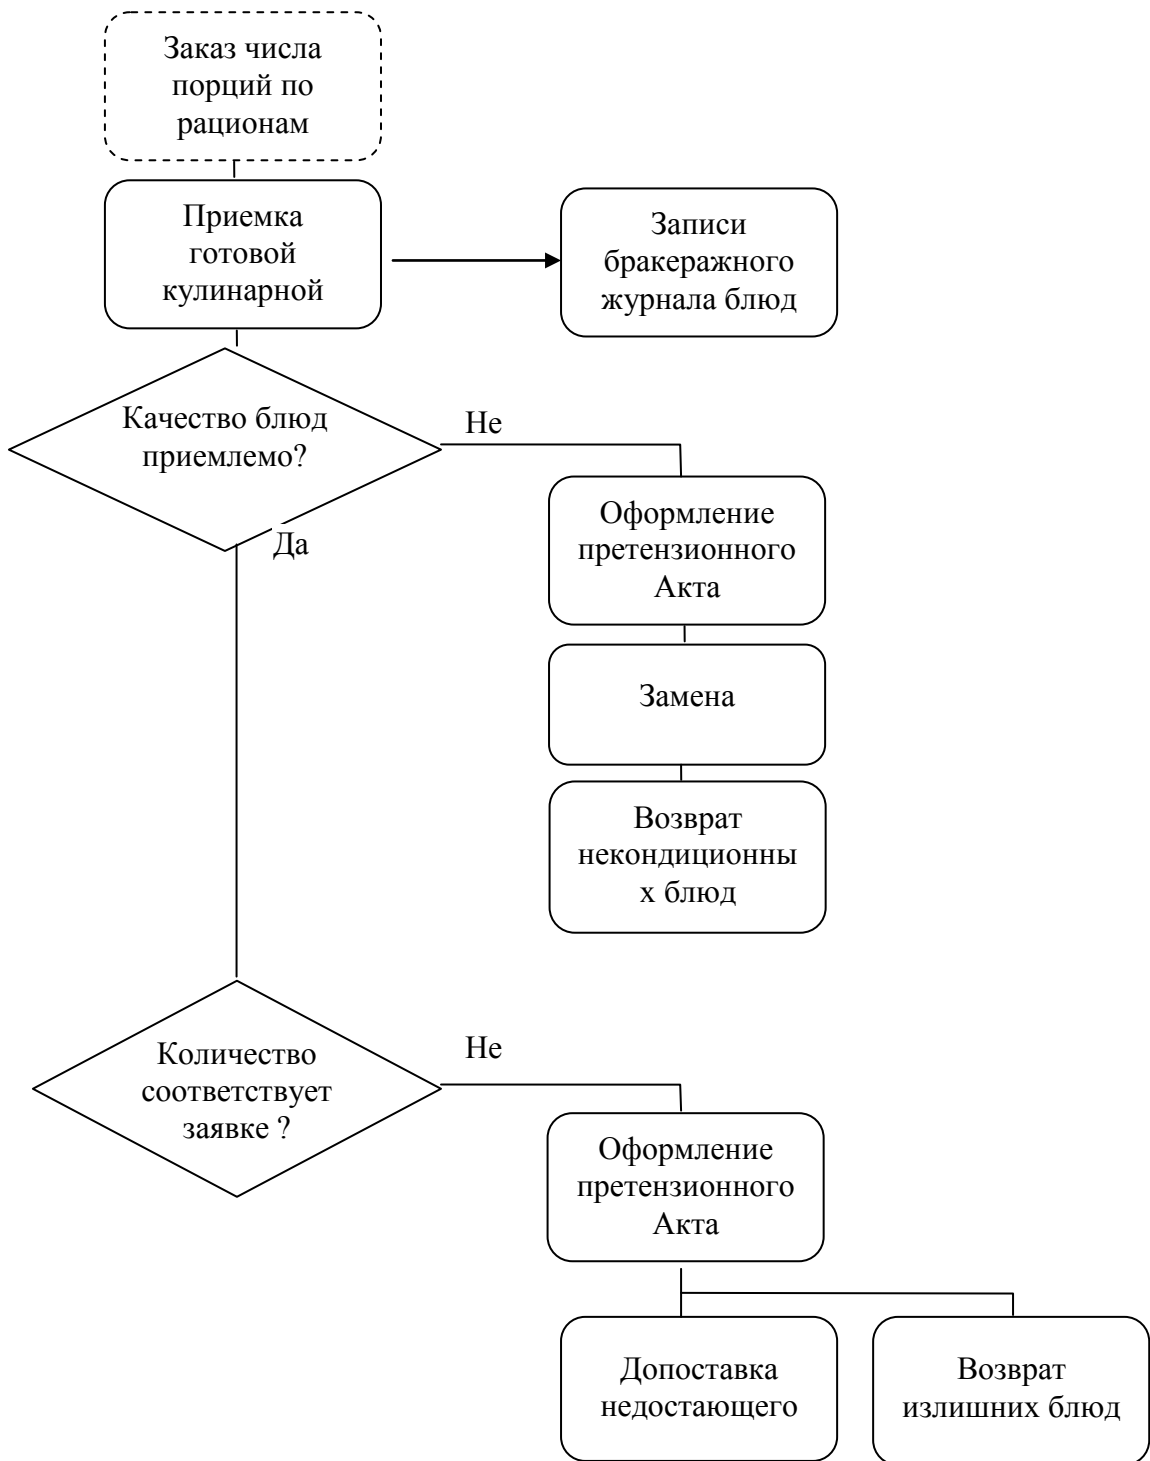 Заказ числа
порций по
рационам
Приемка
готовой
кулинарной
Записи
бракеражного
журнала блюд
Качество блюд
приемлемо?
Не
Да
Оформление
претензионного
Акта
Замена
Возврат
некондиционны
х блюд
Количество
соответствует
заявке ?
Не
Оформление
претензионного
Акта
Допоставка
недостающего
Возврат
излишних блюд